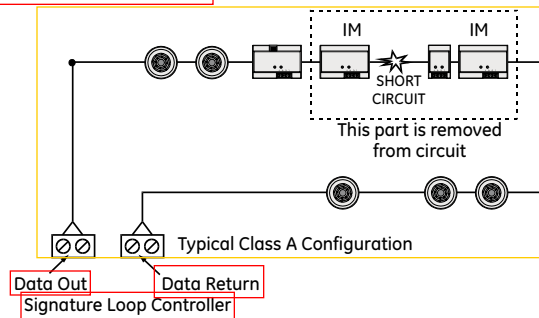 IM
IM
SHORT
CIRCUIT
This part is removed
from circuit
Typical Class A Configuration
Data Out
Data Return
Signature Loop Controller